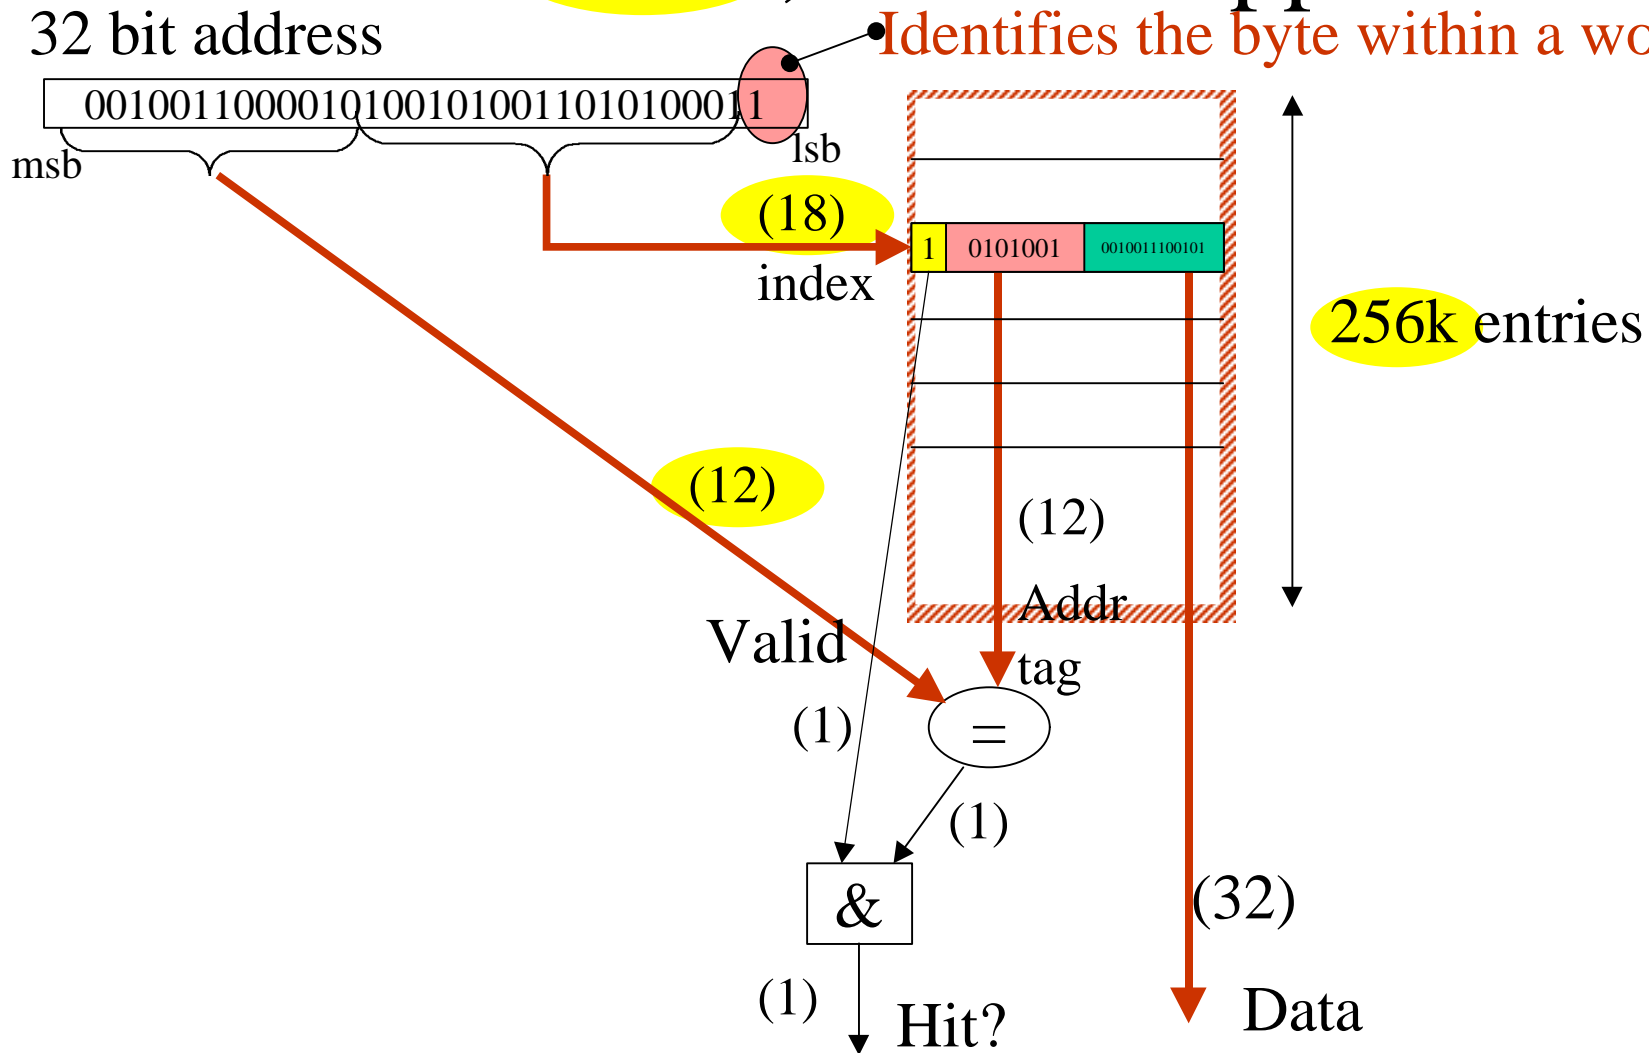 32 bit address
Identifies the byte within a wo
00100110000101001010011010100011
msb
lsb
(18)
index
1 0101001 0010011100101
256k entries
(12)
(12)
Addr
tag
Valid
(1)
=
(1)
&
(32)
(1)
Hit?
Data